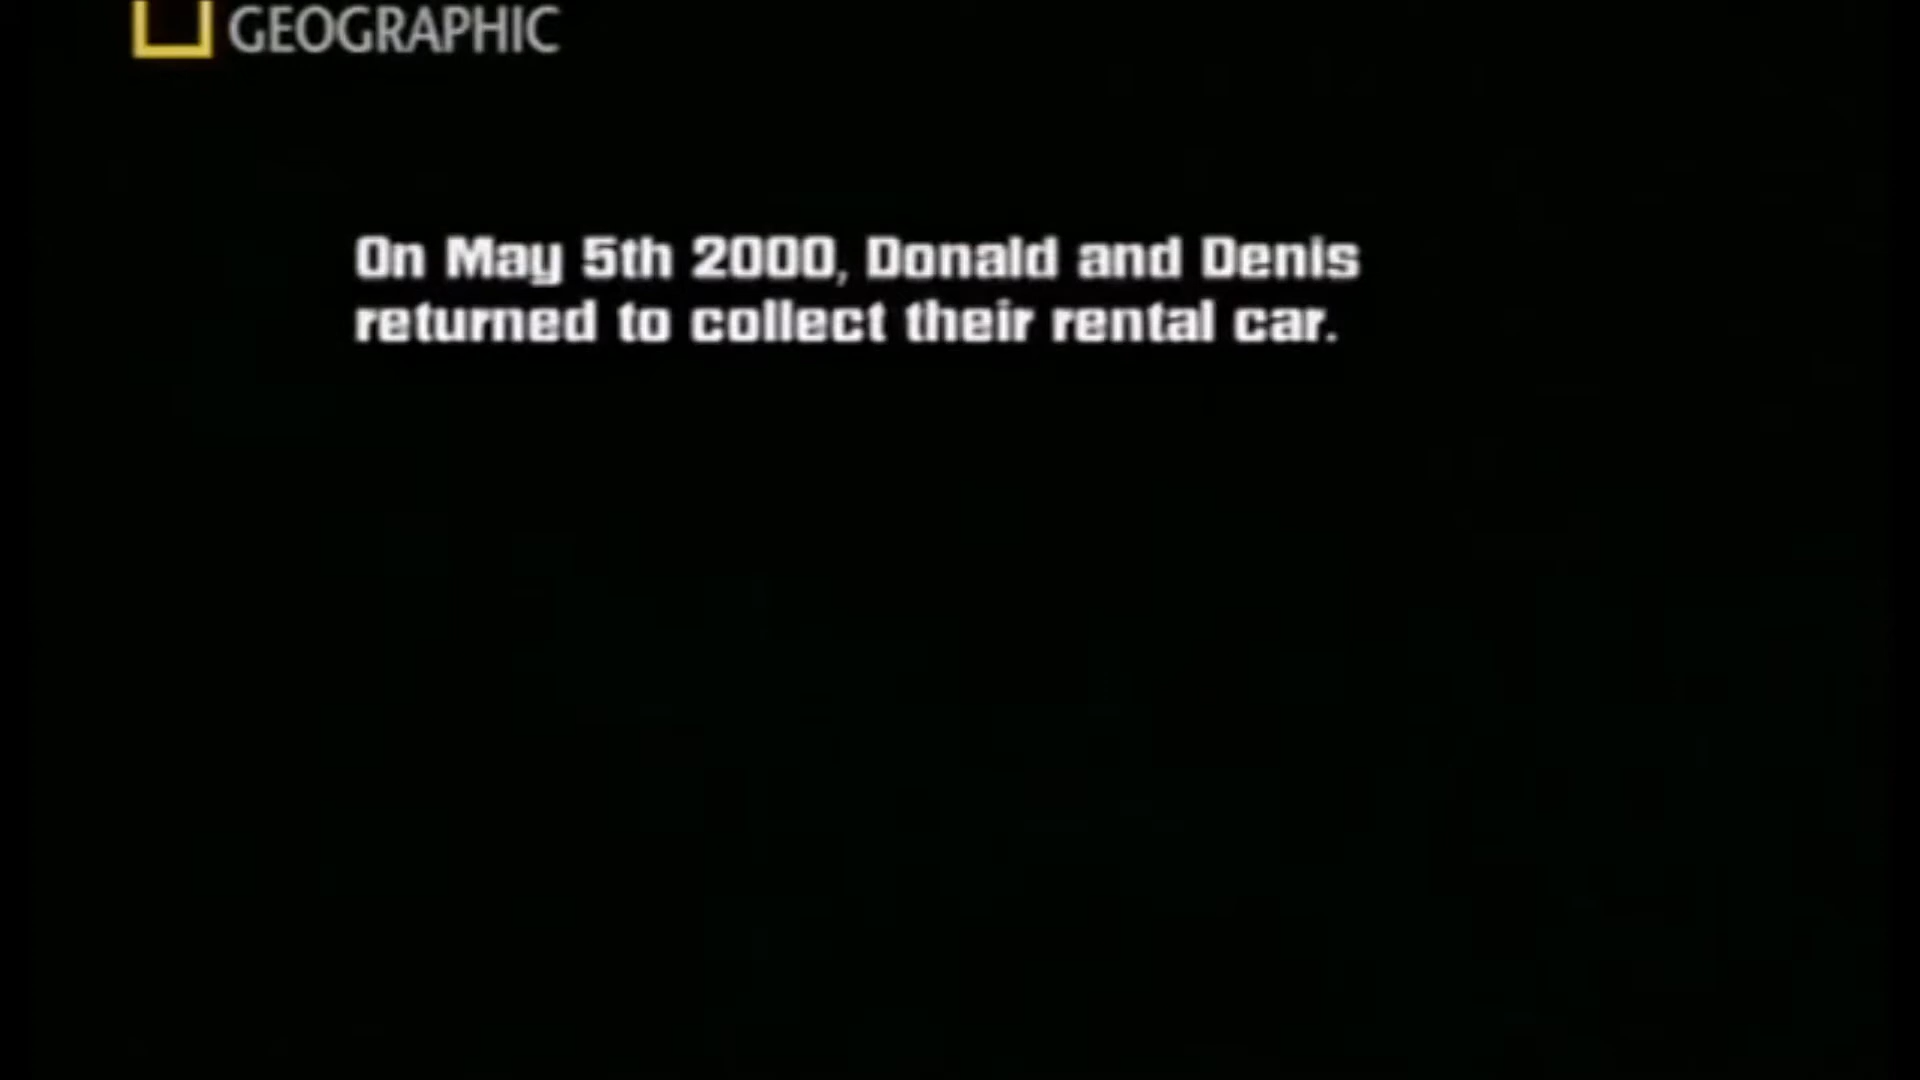 GEOGRAPHIC
On May 5th 2000, Donald and Denis
returned to collect their rental car.